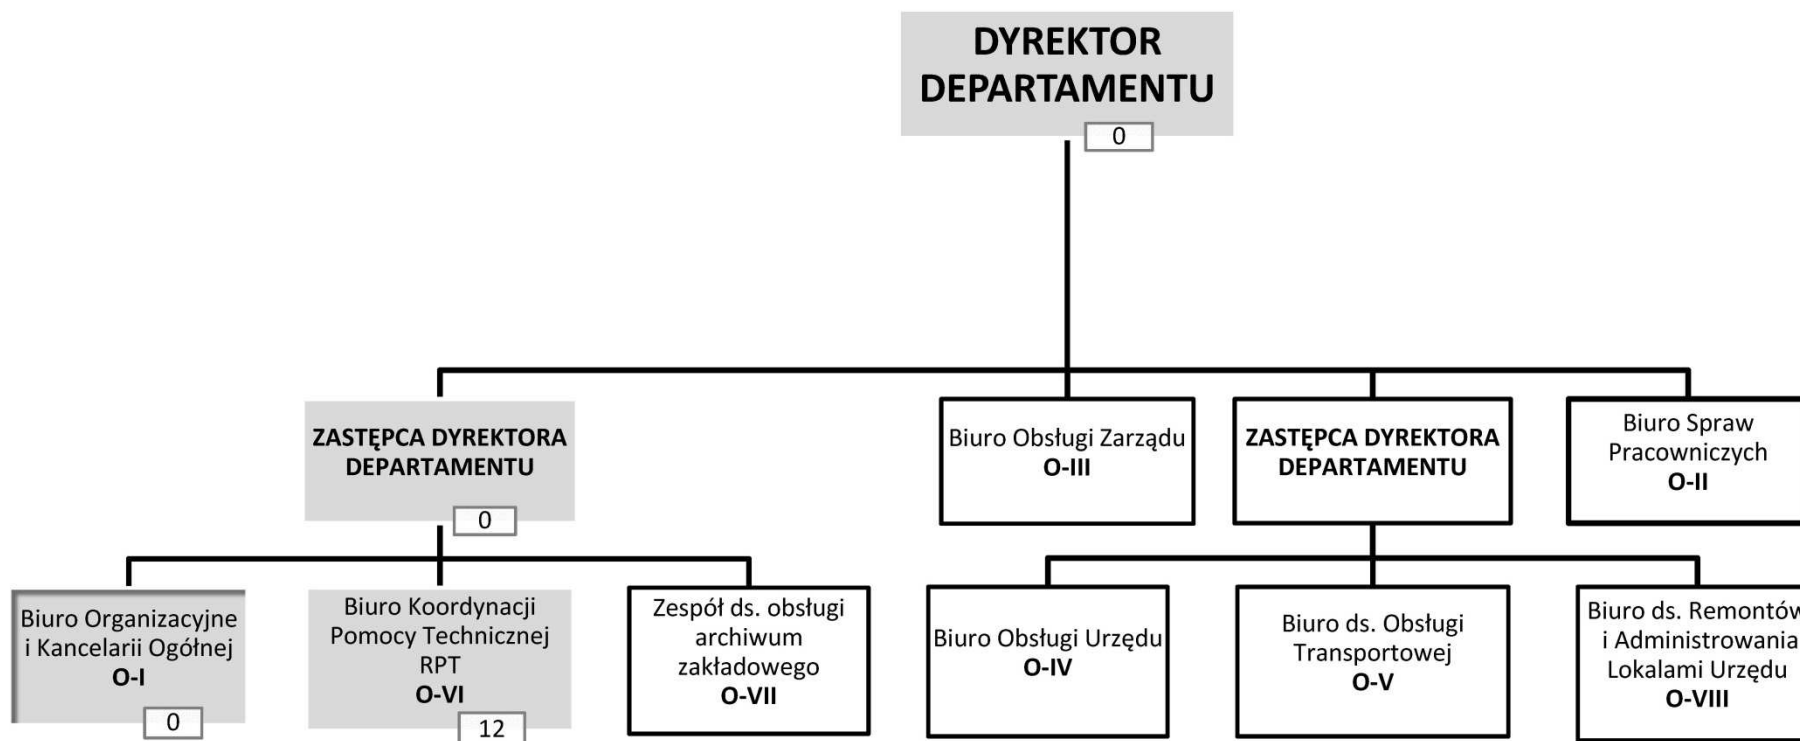 DYREKTOR
DEPARTAMENTU
0
ZASTĘPCA DYREKTORA
DEPARTAMENTU
0
Biuro Obsługi Zarządu
O-III
ZASTĘPCA DYREKTORA
DEPARTAMENTU
Biuro Spraw
Pracowniczych
O-II
Biuro Organizacyjne
i Kancelarii Ogólnej
O-I
0
Biuro Koordynacji
Pomocy Technicznej
RPT
O-VI
12
Zespół ds. obsługi
archiwum
zakładowego
O-VII
Biuro Obsługi Urzędu
O-IV
Biuro ds. Obsługi
Transportowej
O-V
Biuro ds. Remontów
i Administrowania
Lokalami Urzędu
O-VIII